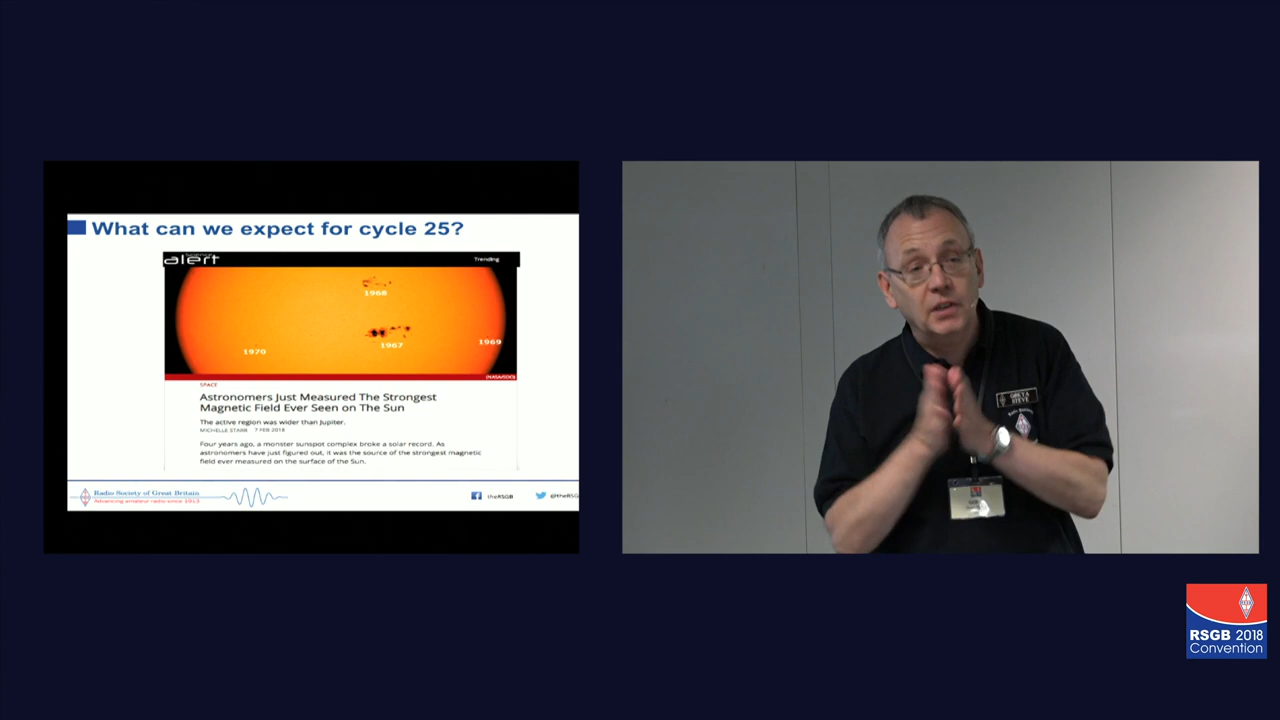 What can we expect for cycle 25?
alert
Trending
1968
1967
1969
1970
(NASA/SDO)
SPACE
Astronomers Just Measured The Strongest
Magnetic Field Ever Seen on The Sun
The active region was wider than Jupiter.
MICHELLE STARR 7 FEB 2018
Four years ago, a monster sunspot complex broke a solar record. As
astronomers have just figured out, it was the source of the strongest magnetic
field ever measured on the surface of the Sun.
Radio Society of Great Britain
Advancing amateur radio since 1913
theRSGB
@theRSG
STEVE
RSGB 2018
Convention